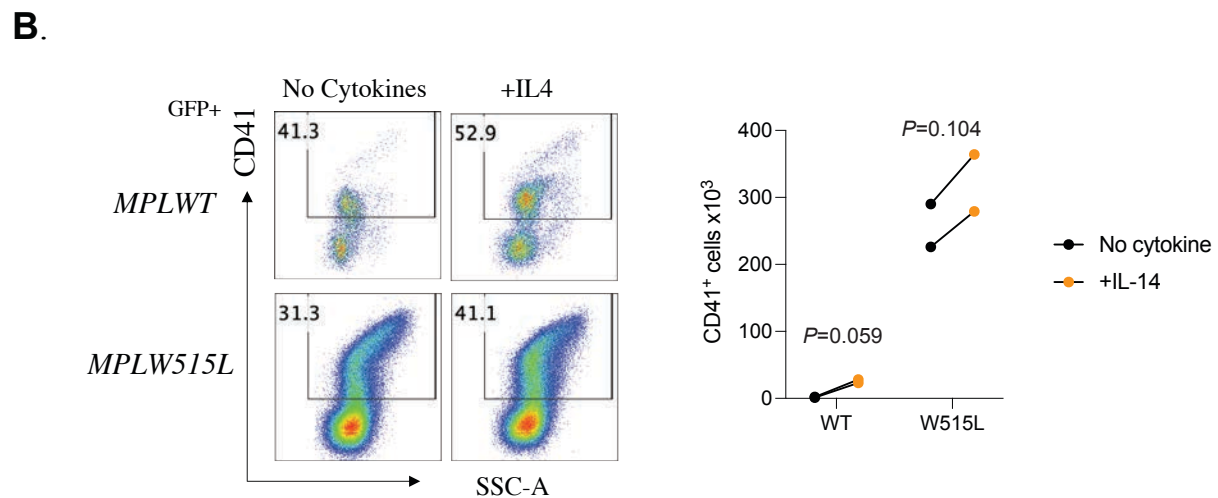 B.
No Cytokines +IL4
GFP+
CD41
41.3
52.9
MPLWT
31.3
41.1
MPLW515L
SSC-A
CD41+ cells x10³
400
300
200
100
0
P=0.104
P=0.059
WT W515L
No cytokine
+IL-14